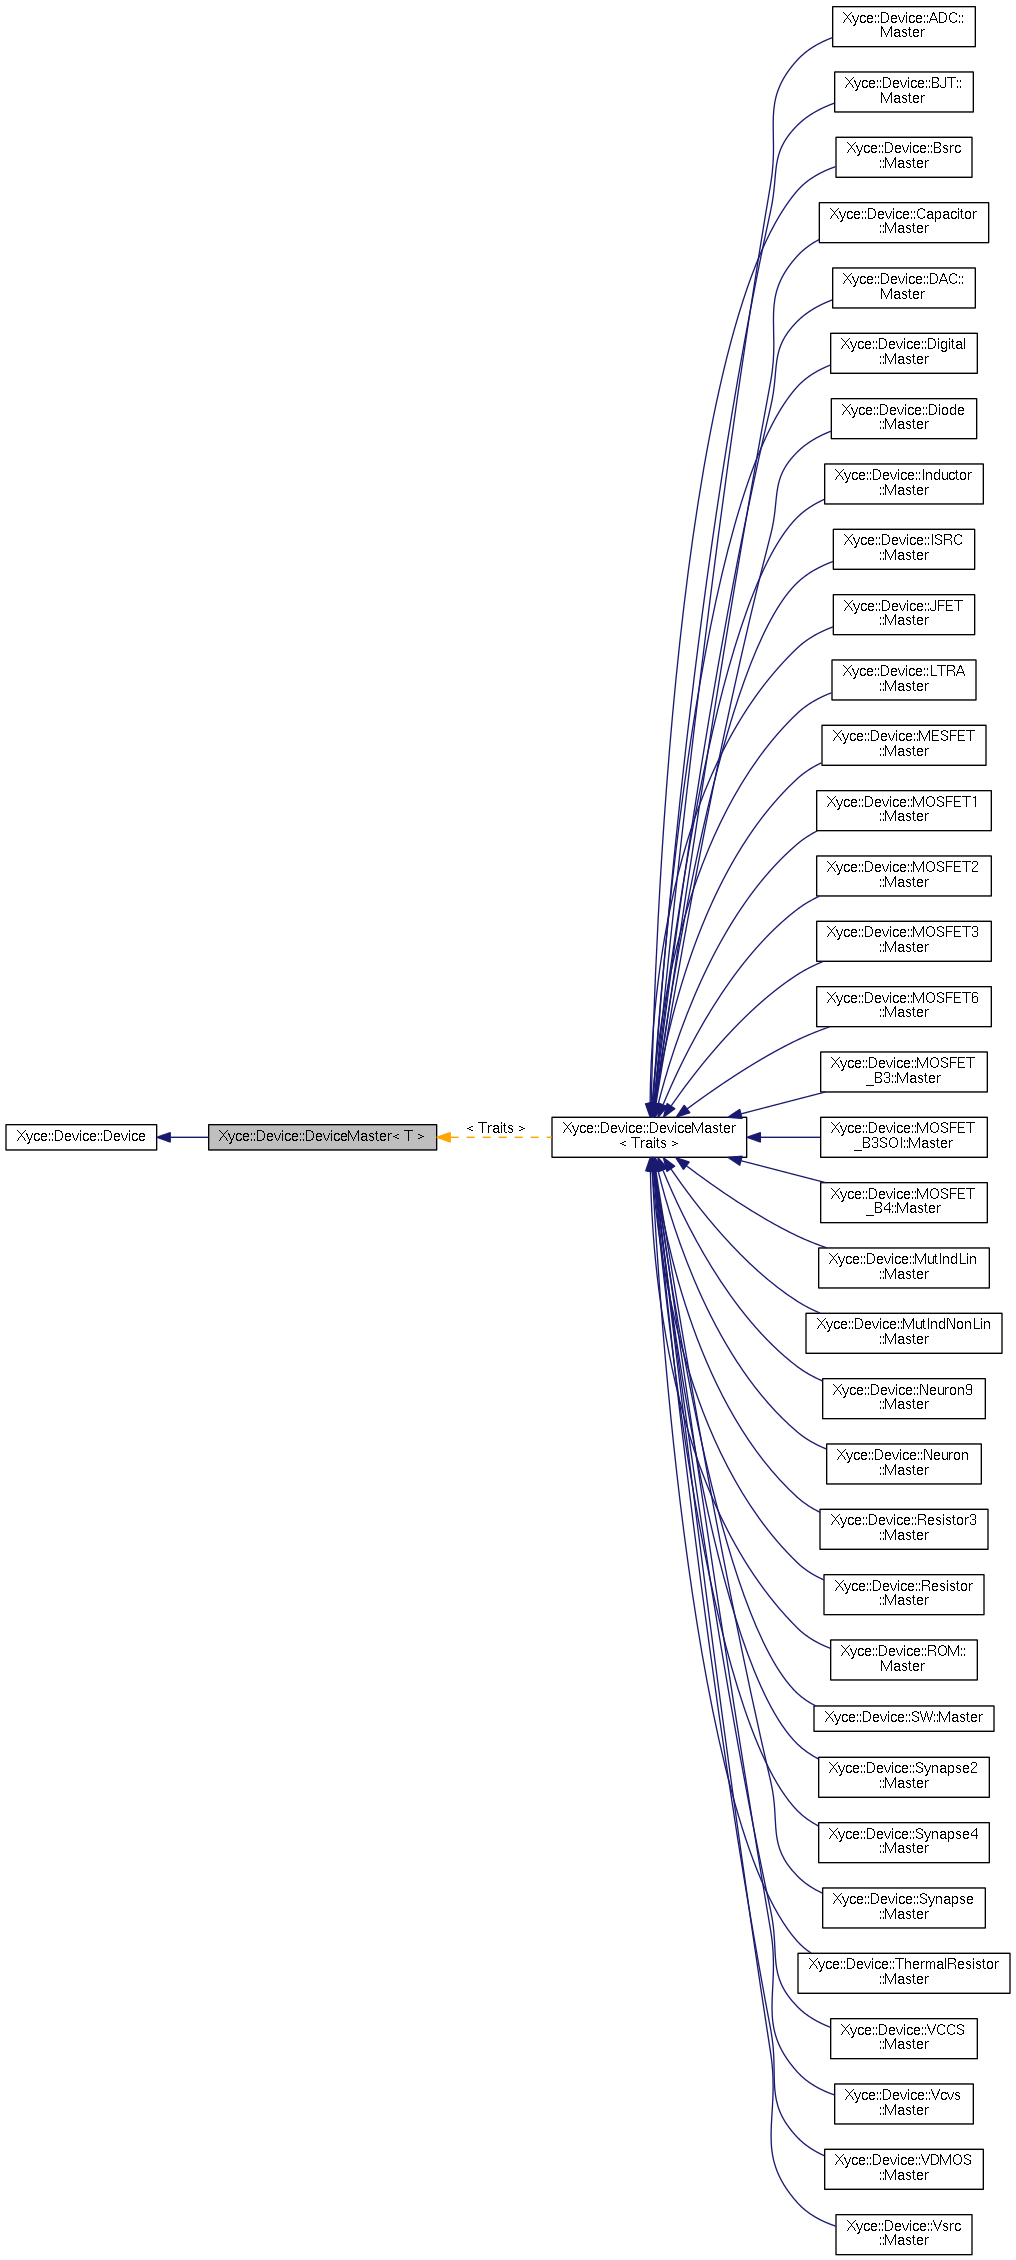 Xyce::Device::ADC::
Master
Xyce::Device::BJT::
Master
Xyce::Device::Bsrc
::Master
Xyce::Device::Capacitor
::Master
Xyce::Device::DAC::
Master
Xyce::Device::Digital
::Master
Xyce::Device::Diode
::Master
Xyce::Device::Inductor
::Master
Xyce::Device::ISRC
::Master
Xyce::Device::JFET
::Master
Xyce::Device::LTRA
::Master
Xyce::Device::MESFET
::Master
Xyce::Device::MOSFET1
::Master
Xyce::Device::MOSFET2
::Master
Xyce::Device::MOSFET3
::Master
Xyce::Device::MOSFET6
::Master
Xyce::Device::MOSFET
_B3::Master
Xyce::Device::Device
Xyce::Device::DeviceMaster< T >
< Traits >
Xyce::Device::DeviceMaster
< Traits >
Xyce::Device::MOSFET
_B3SOI::Master
Xyce::Device::MOSFET
_B4::Master
Xyce::Device::MutIndLin
::Master
Xyce::Device::MutIndNonLin
::Master
Xyce::Device::Neuron9
::Master
Xyce::Device::Neuron
::Master
Xyce::Device::Resistor3
::Master
Xyce::Device::Resistor
::Master
Xyce::Device::ROM::
Master
Xyce::Device::SW::Master
Xyce::Device::Synapse2
::Master
Xyce::Device::Synapse4
::Master
Xyce::Device::Synapse
::Master
Xyce::Device::ThermalResistor
::Master
Xyce::Device::VCCS
::Master
Xyce::Device::Vcvs
::Master
Xyce::Device::VDMOS
::Master
Xyce::Device::Vsrc
::Master